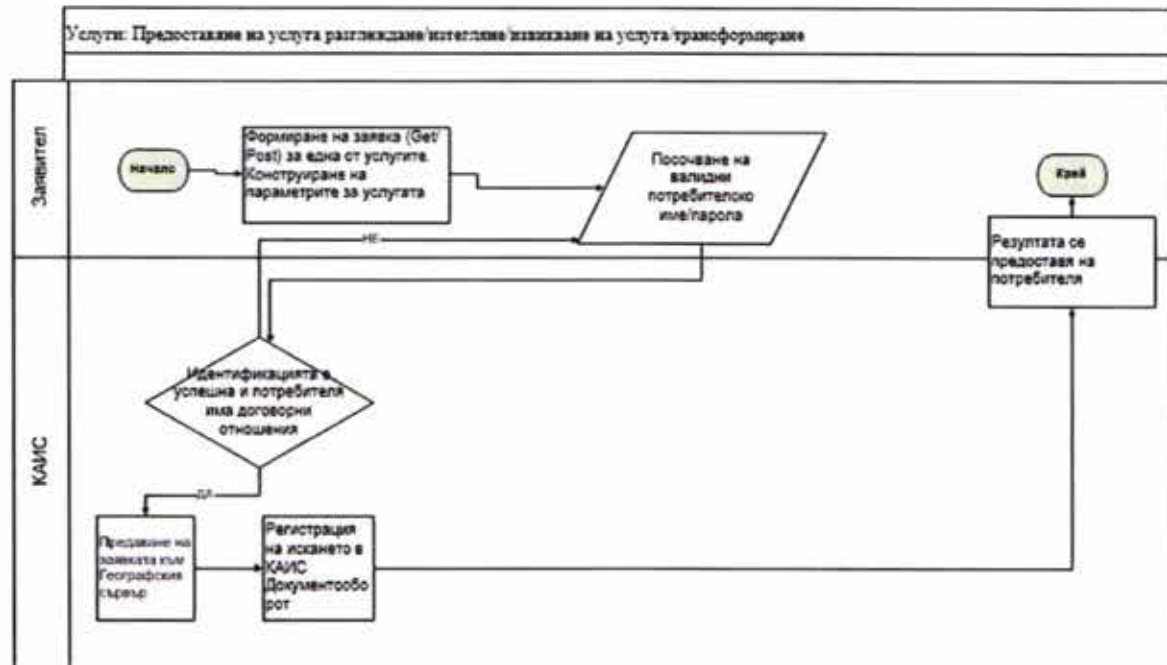 Услуги: Предоставяне на услуга разглеждане/изтегляне/извикване на услуга/трансформиране
Заявител
Начало
Формиране на заявка (Get/
Post) за една от услугите.
Конструиране на
параметрите за услугата
Посочване на
валидни
потребителско
име/парола
Край
НЕ
Резултата се
предоставя на
потребителя
КАИС
Идентификацията е
успешна и потребителя
има договорни
отношения
ДА
Предаване на
заявката към
Географския
сървър
Регистрация
на искането в
КАИС
Документообо
рот